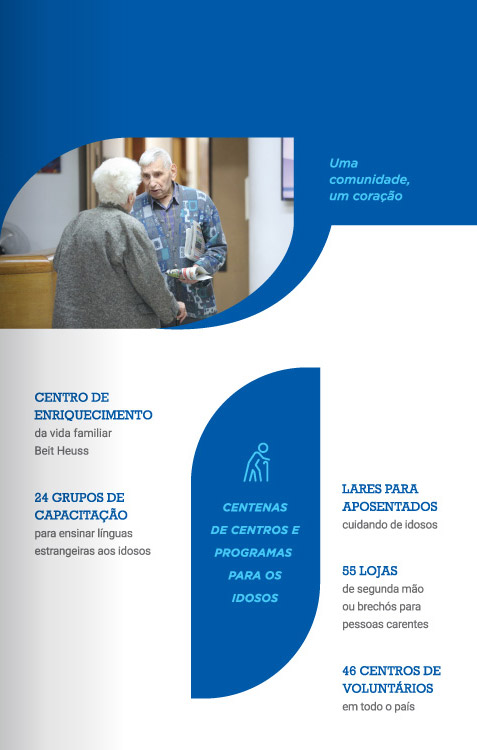 Uma
comunidade,
um coração
CENTRO DE
ENRIQUECIMENTO
da vida familiar
Beit Heuss
24 GRUPOS DE
CAPACITAÇÃO
para ensinar línguas
estrangeiras aos idosos
CENTENAS
DE CENTROS E
PROGRAMAS
PARA OS
IDOSOS
LARES PARA
APOSENTADOS
cuidando de idosos
55 LOJAS
de segunda mão
ou brechós para
pessoas carentes
46 CENTROS DE
VOLUNTÁRIOS
em todo o país